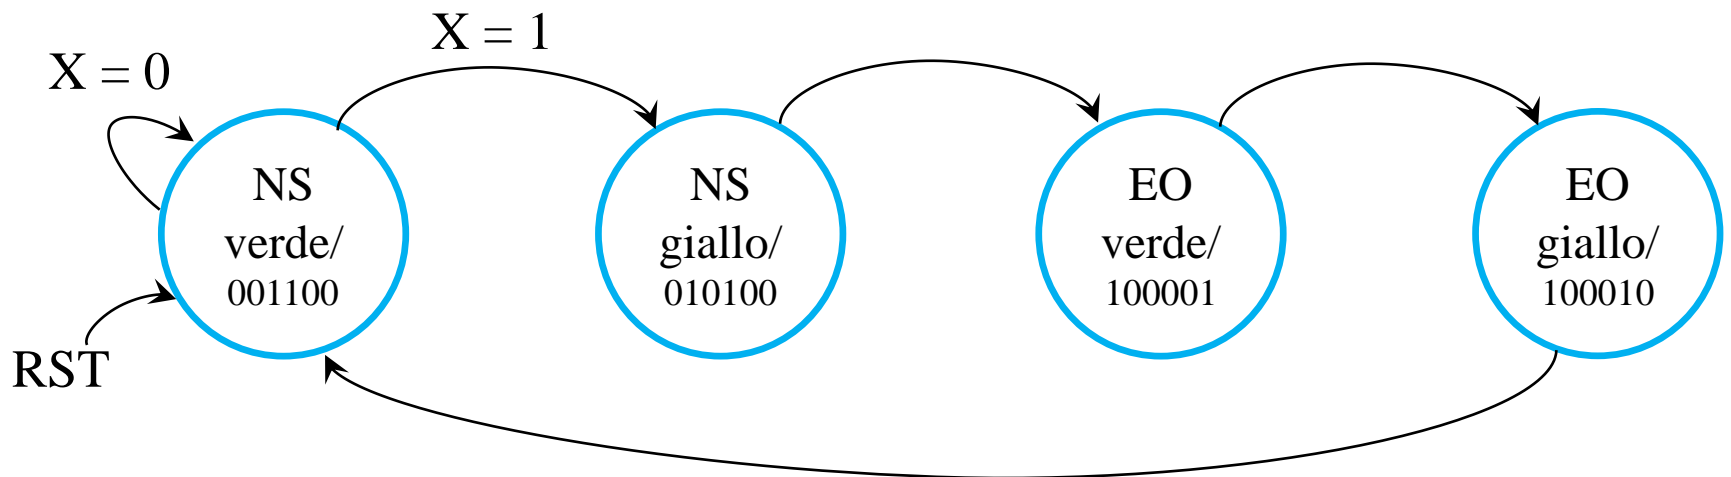 X = 1
X = 0
NS
verde/
001100
NS
giallo/
010100
EO
verde/
100001
EO
giallo/
100010
RST